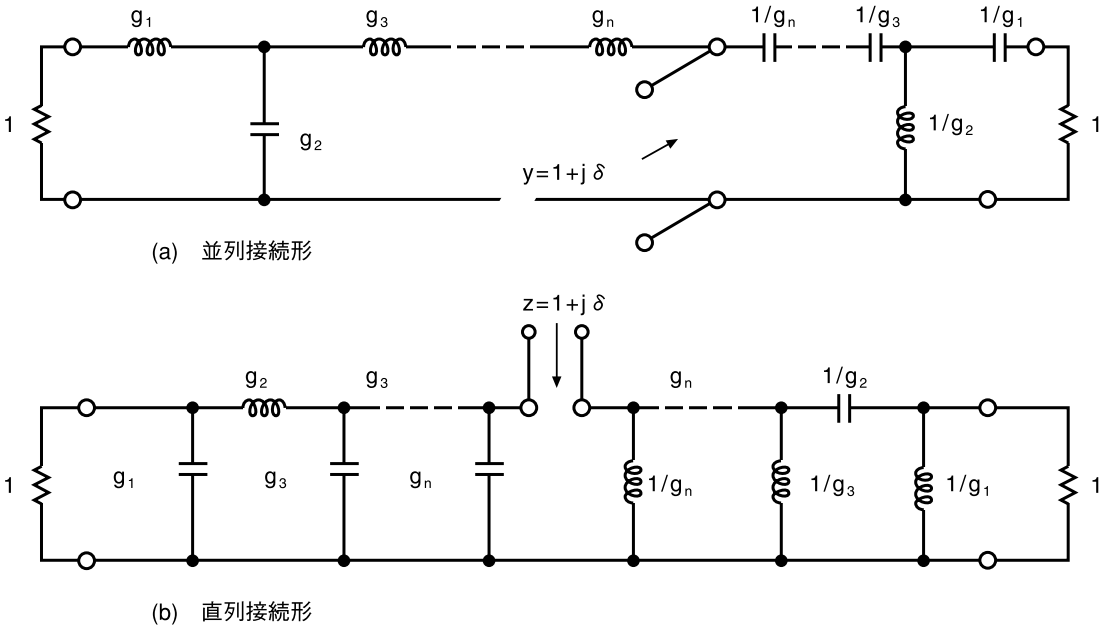 g₁ g₃ gₙ 1/gₙ 1/g₃ 1/g₁
1 g₂ 1/g₂ 1
y=1+j δ
(a) 並列接続形
z=1+j δ
g₂ g₃ gₙ 1/g₂
1 g₁ g₃ gₙ 1/gₙ 1/g₃ 1/g₁ 1
(b) 直列接続形